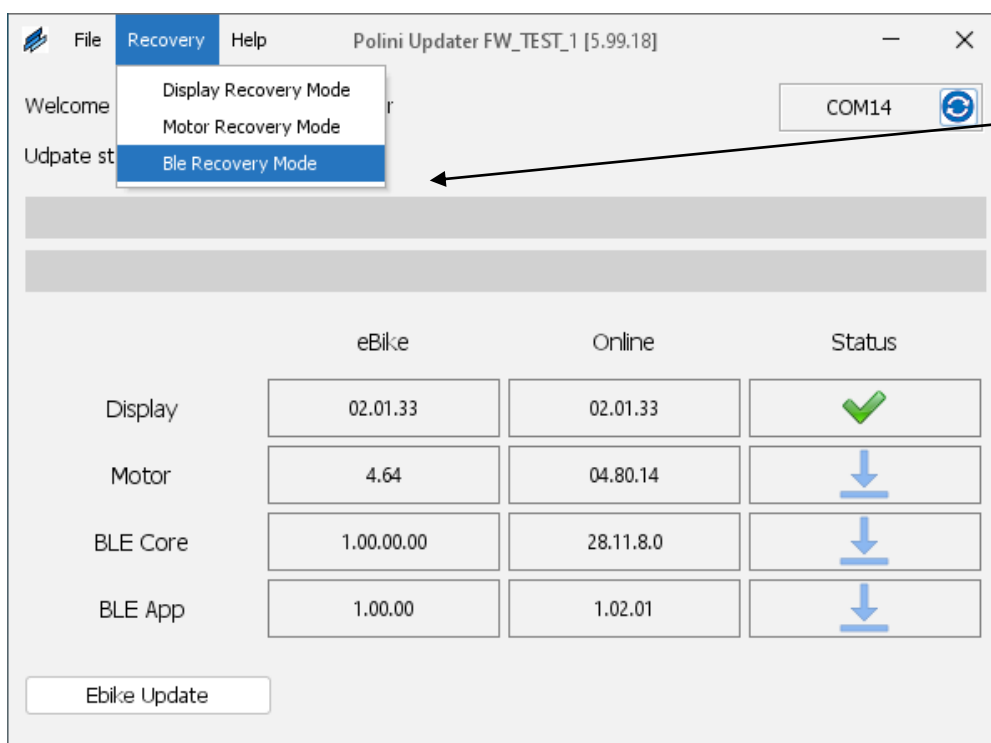 File Recovery Help Polini Updater FW_TEST_1 [5.99.18]
Display Recovery Mode
Motor Recovery Mode
Ble Recovery Mode
Welcome r COM14
Udpate st
eBike Online Status
Display 02.01.33 02.01.33
Motor 4.64 04.80.14
BLE Core 1.00.00.00 28.11.8.0
BLE App 1.00.00 1.02.01
Ebike Update